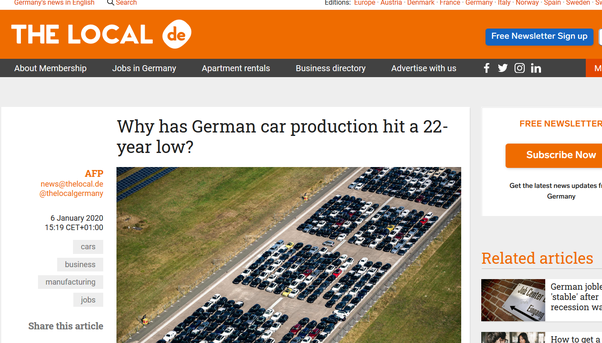 Germany's news in English
Search
Editions: Europe · Austria · Denmark · France · Germany · Italy · Norway · Spain · Sweden ·
THE LOCAL de
Free Newsletter Sign up
About Membership
Jobs in Germany
Apartment rentals
Business directory
Advertise with us
Why has German car production hit a 22-
year low?
AFP
news@thelocal.de
@thelocalgermany
6 January 2020
15:19 CET+01:00
cars
business
manufacturing
jobs
Share this article
FREE NEWSLETTER
Subscribe Now
Get the latest news updates
Germany
Related articles
German
'stable' after
recession
How to get a
Job Center
Eingang